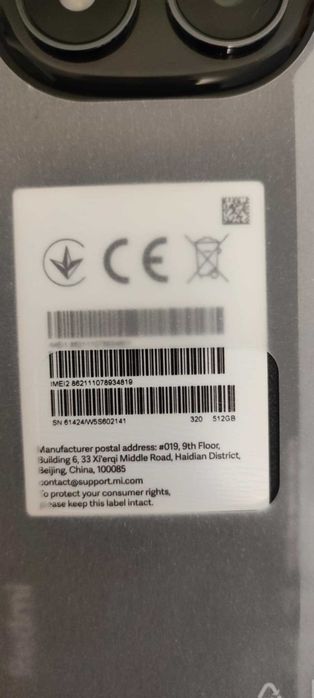 CE
IMEI2 862111078934819
SN 61424/W5S602141 320 512GB
Manufacturer postal address: #019, 9th Floor,
Building 6, 33 Xi'erqi Middle Road, Haidian District,
Beijing, China, 100085
contact@support.mi.com
To protect your consumer rights,
please keep this label intact.